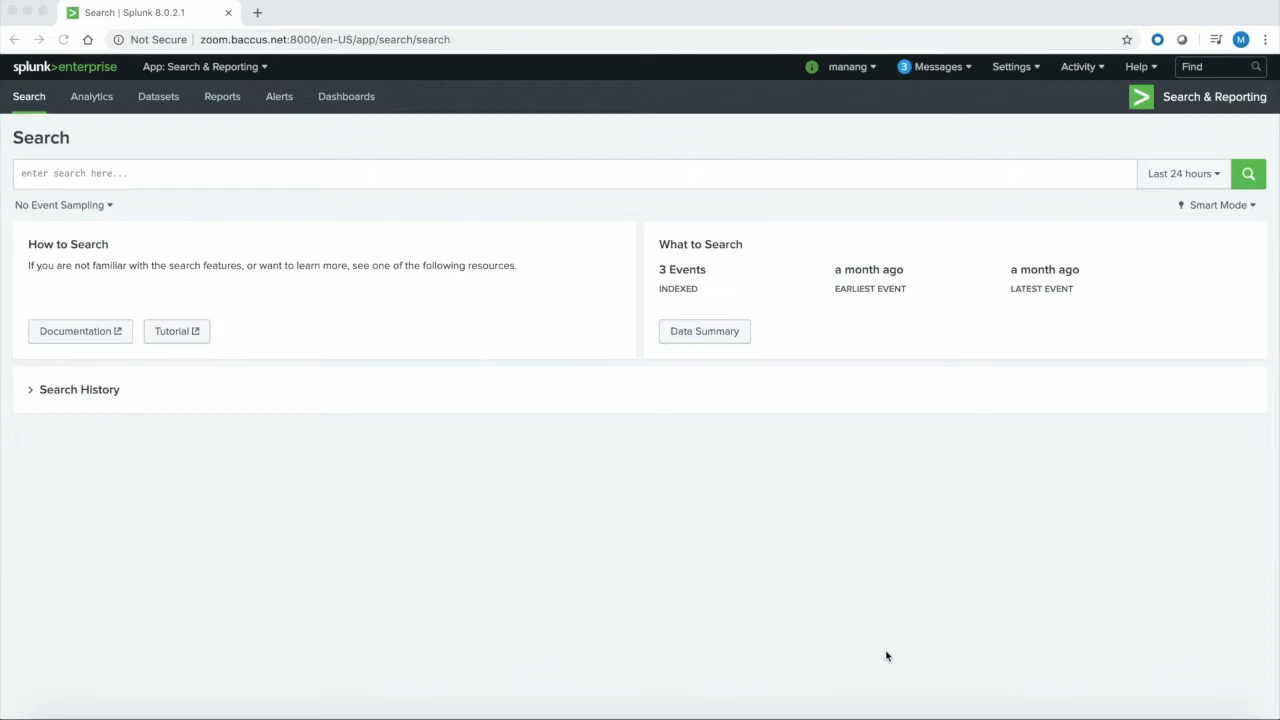 Search | Splunk 8.0.2.1
Not Secure zoom.baccus.net:8000/en-US/app/search/search M
splunk>enterprise App: Search & Reporting i manang 3 Messages Settings Activity Help Find
Search Analytics Datasets Reports Alerts Dashboards > Search & Reporting
Search
enter search here... Last 24 hours
No Event Sampling Smart Mode
How to Search
If you are not familiar with the search features, or want to learn more, see one of the following resources.
Documentation Tutorial
What to Search
3 Events a month ago a month ago
INDEXED EARLIEST EVENT LATEST EVENT
Data Summary
Search History